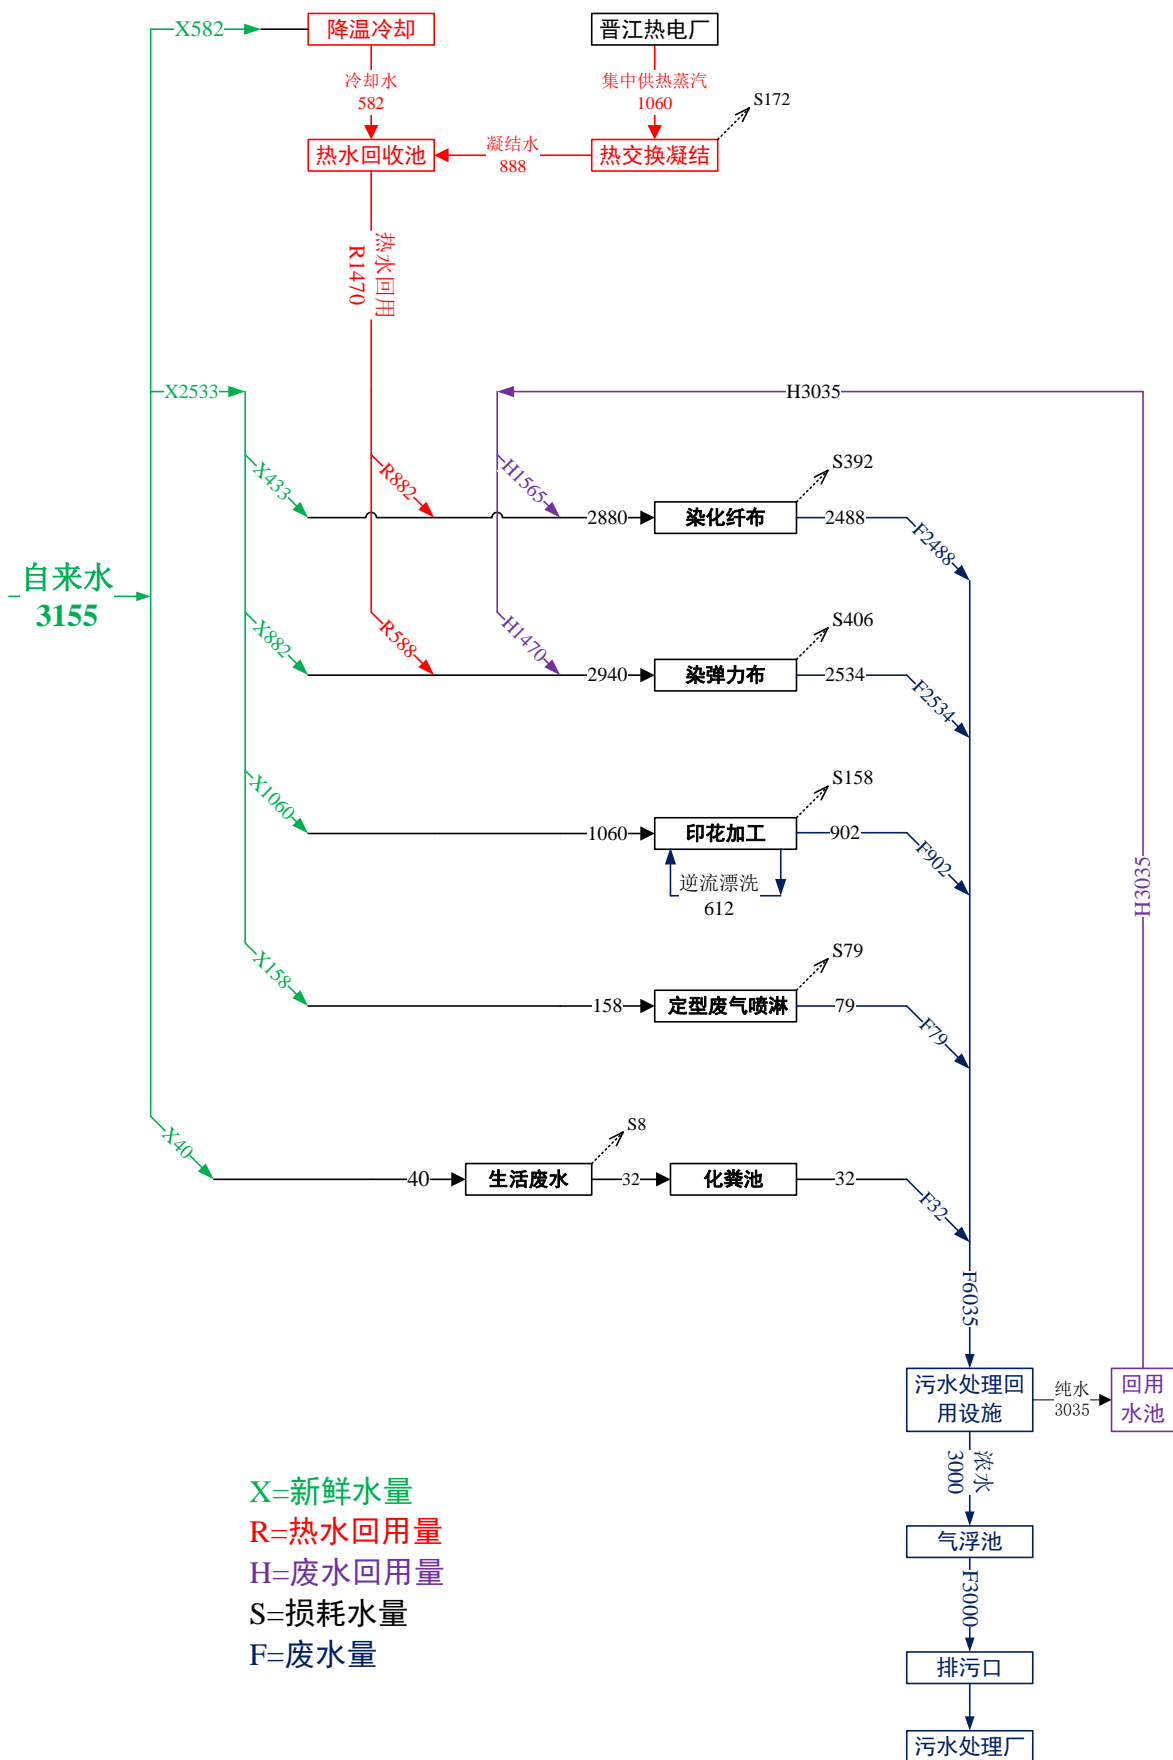 X582
降温冷却
晋江热电厂
冷却水
582
集中供热蒸汽
1060
S172
热水回收池
凝结水
888
热交换凝结
热水回用
R1470
X2533
H3035
X433
R882
H1565
2880
染化纤布
S392
2488
F2488
自来水
3155
X882
R588
H1470
2940
染弹力布
S406
2534
F2534
X1060
1060
印花加工
S158
902
F902
逆流漂洗
612
H3035
X158
158
定型废气喷淋
S79
79
F79
X40
40
生活废水
S8
32
化粪池
32
F32
F6035
污水处理回
用设施
纯水
3035
回用
水池
浓水
3000
气浮池
F3000
排污口
污水处理厂
X=新鲜水量
R=热水回用量
H=废水回用量
S=损耗水量
F=废水量